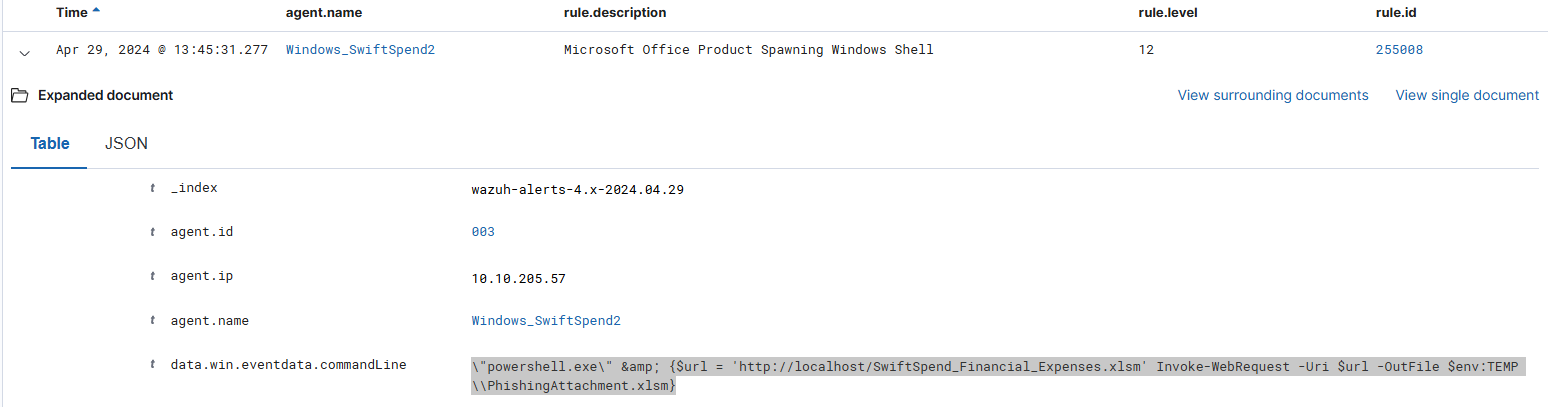 Time agent.name rule.description rule.level rule.id
Apr 29, 2024 @ 13:45:31.277 Windows_SwiftSpend2 Microsoft Office Product Spawning Windows Shell 12 255008
Expanded document View surrounding documents View single document
Table JSON
t _index wazuh-alerts-4.x-2024.04.29
t agent.id 003
t agent.ip 10.10.205.57
t agent.name Windows_SwiftSpend2
t data.win.eventdata.commandLine \"powershell.exe\" &amp; {$url = 'http://localhost/SwiftSpend_Financial_Expenses.xlsm' Invoke-WebRequest -Uri $url -OutFile $env:TEMP
\\PhishingAttachment.xlsm}